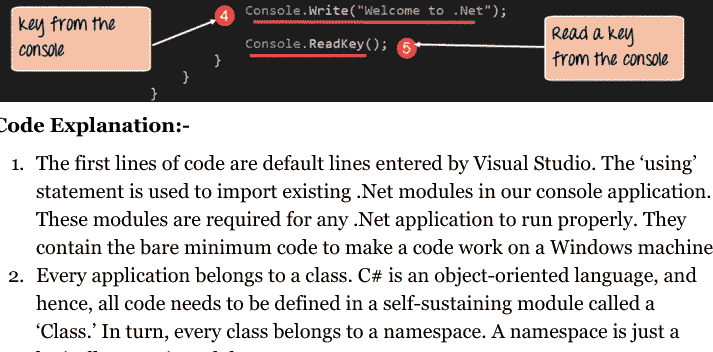 key from the
console
4
Console.Write("Welcome to .Net");
Console.ReadKey();
5
Read a key
from the console
}
}
}
Code Explanation:-
1. The first lines of code are default lines entered by Visual Studio. The ‘using’
statement is used to import existing .Net modules in our console application.
These modules are required for any .Net application to run properly. They
contain the bare minimum code to make a code work on a Windows machine
2. Every application belongs to a class. C# is an object-oriented language, and
hence, all code needs to be defined in a self-sustaining module called a
‘Class.’ In turn, every class belongs to a namespace. A namespace is just a